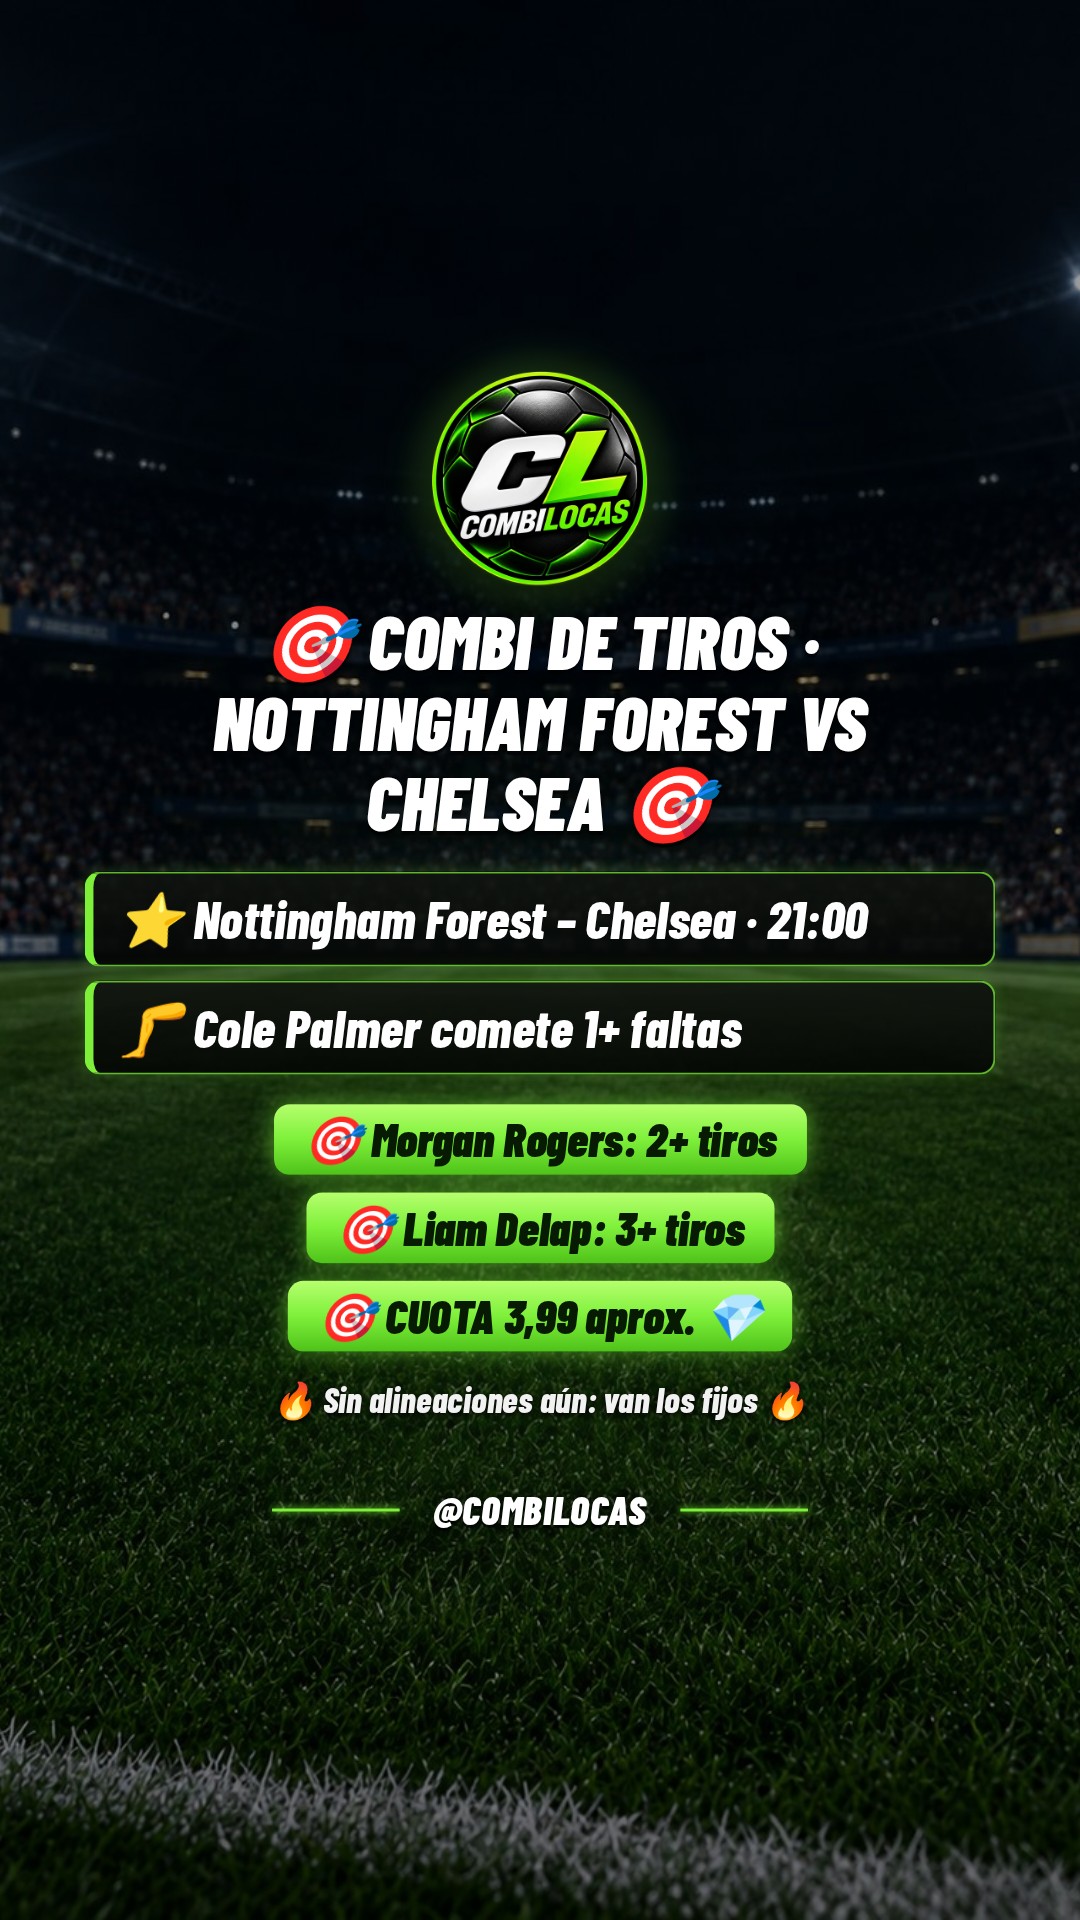 CL
COMBILOCAS
🎯 COMBI DE TIROS ·
NOTTINGHAM FOREST VS
CHELSEA 🎯
⭐ Nottingham Forest – Chelsea · 21:00
🦵 Cole Palmer comete 1+ faltas
🎯 Morgan Rogers: 2+ tiros
🎯 Liam Delap: 3+ tiros
🎯 CUOTA 3,99 aprox. 💎
🔥 Sin alineaciones aún: van los fijos 🔥
@COMBILOCAS